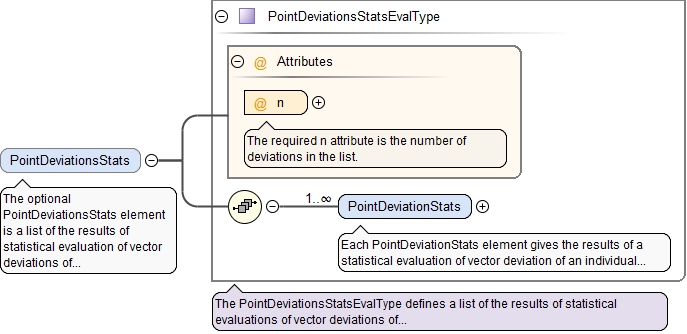 PointDeviationsStatsEvalType
@ Attributes
@ n
The required n attribute is the number of
deviations in the list.
PointDeviationsStats
The optional
PointDeviationsStats element
is a list of the results of
statistical evaluation of vector
deviations of...
1..∞
PointDeviationStats
Each PointDeviationStats element gives the results of a
statistical evaluation of vector deviation of an individual...
The PointDeviationsStatsEvalType defines a list of the results of statistical
evaluations of vector deviations of...